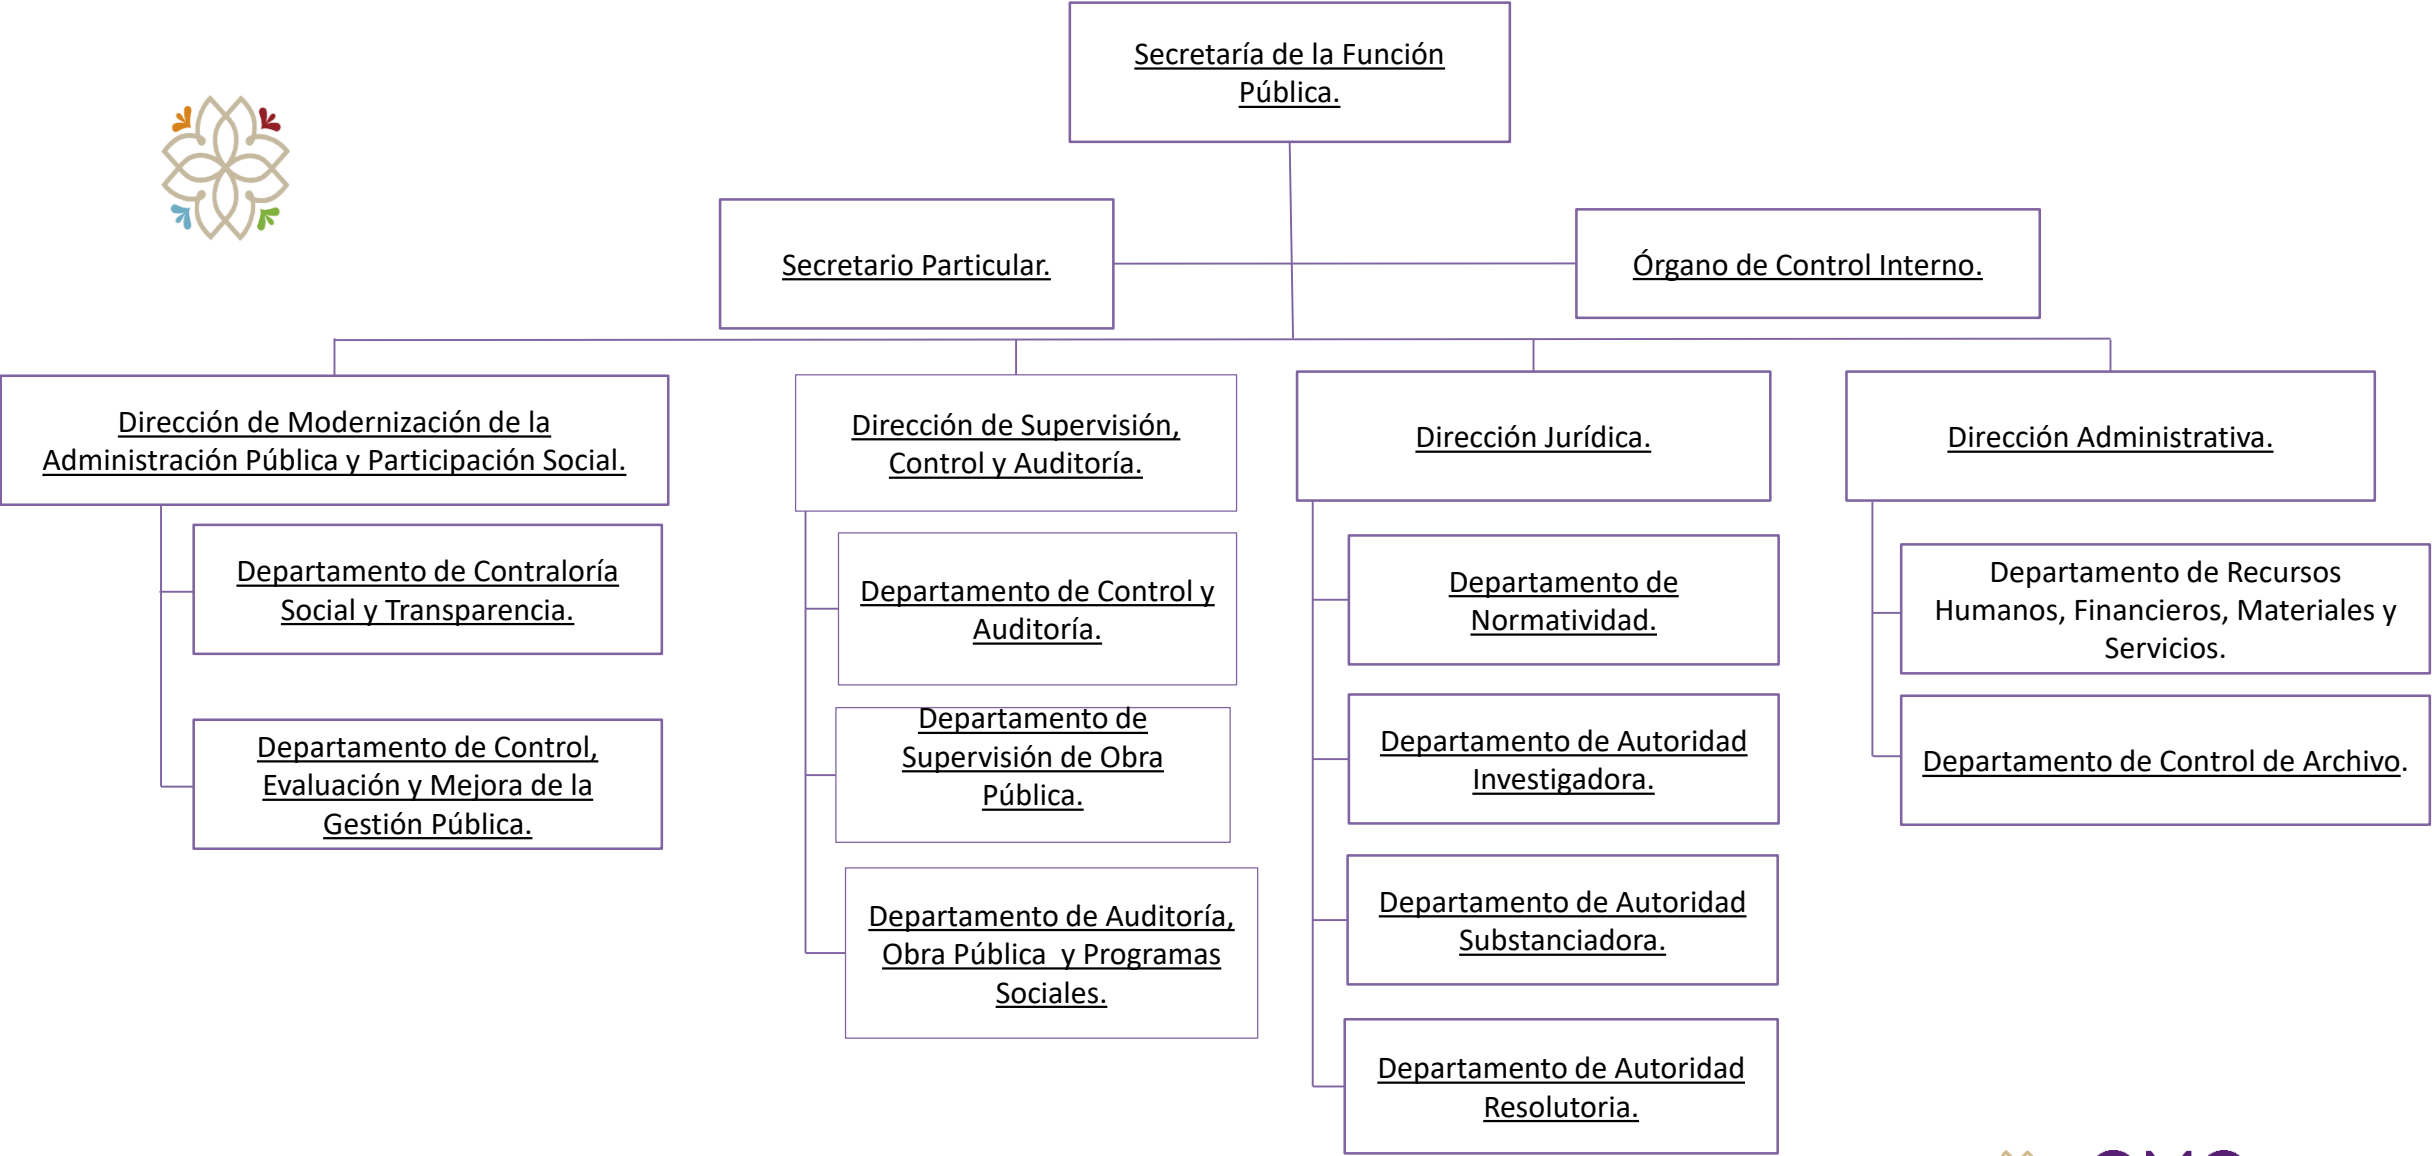 Secretaría de la Función
Pública.
Secretario Particular.
Órgano de Control Interno.
Dirección de Modernización de la
Administración Pública y Participación Social.
Departamento de Contraloría
Social y Transparencia.
Departamento de Control,
Evaluación y Mejora de la
Gestión Pública.
Dirección de Supervisión,
Control y Auditoría.
Departamento de Control y
Auditoría.
Departamento de
Supervisión de Obra
Pública.
Departamento de Auditoría,
Obra Pública  y Programas
Sociales.
Dirección Jurídica.
Departamento de
Normatividad.
Departamento de Autoridad
Investigadora.
Departamento de Autoridad
Substanciadora.
Departamento de Autoridad
Resolutoria.
Dirección Administrativa.
Departamento de Recursos
Humanos, Financieros, Materiales y
Servicios.
Departamento de Control de Archivo.